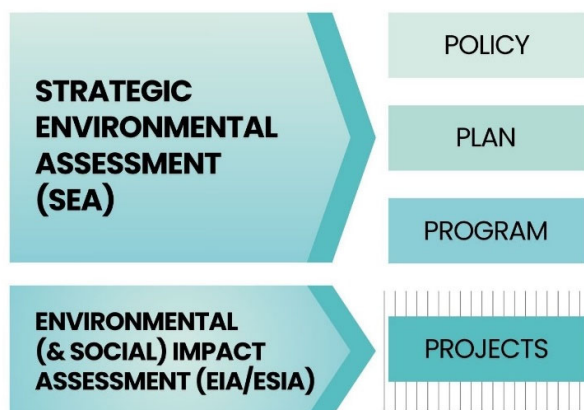 STRATEGIC
ENVIRONMENTAL
ASSESSMENT
(SEA)
POLICY
PLAN
PROGRAM
ENVIRONMENTAL
(& SOCIAL) IMPACT
ASSESSMENT (EIA/ESIA)
PROJECTS